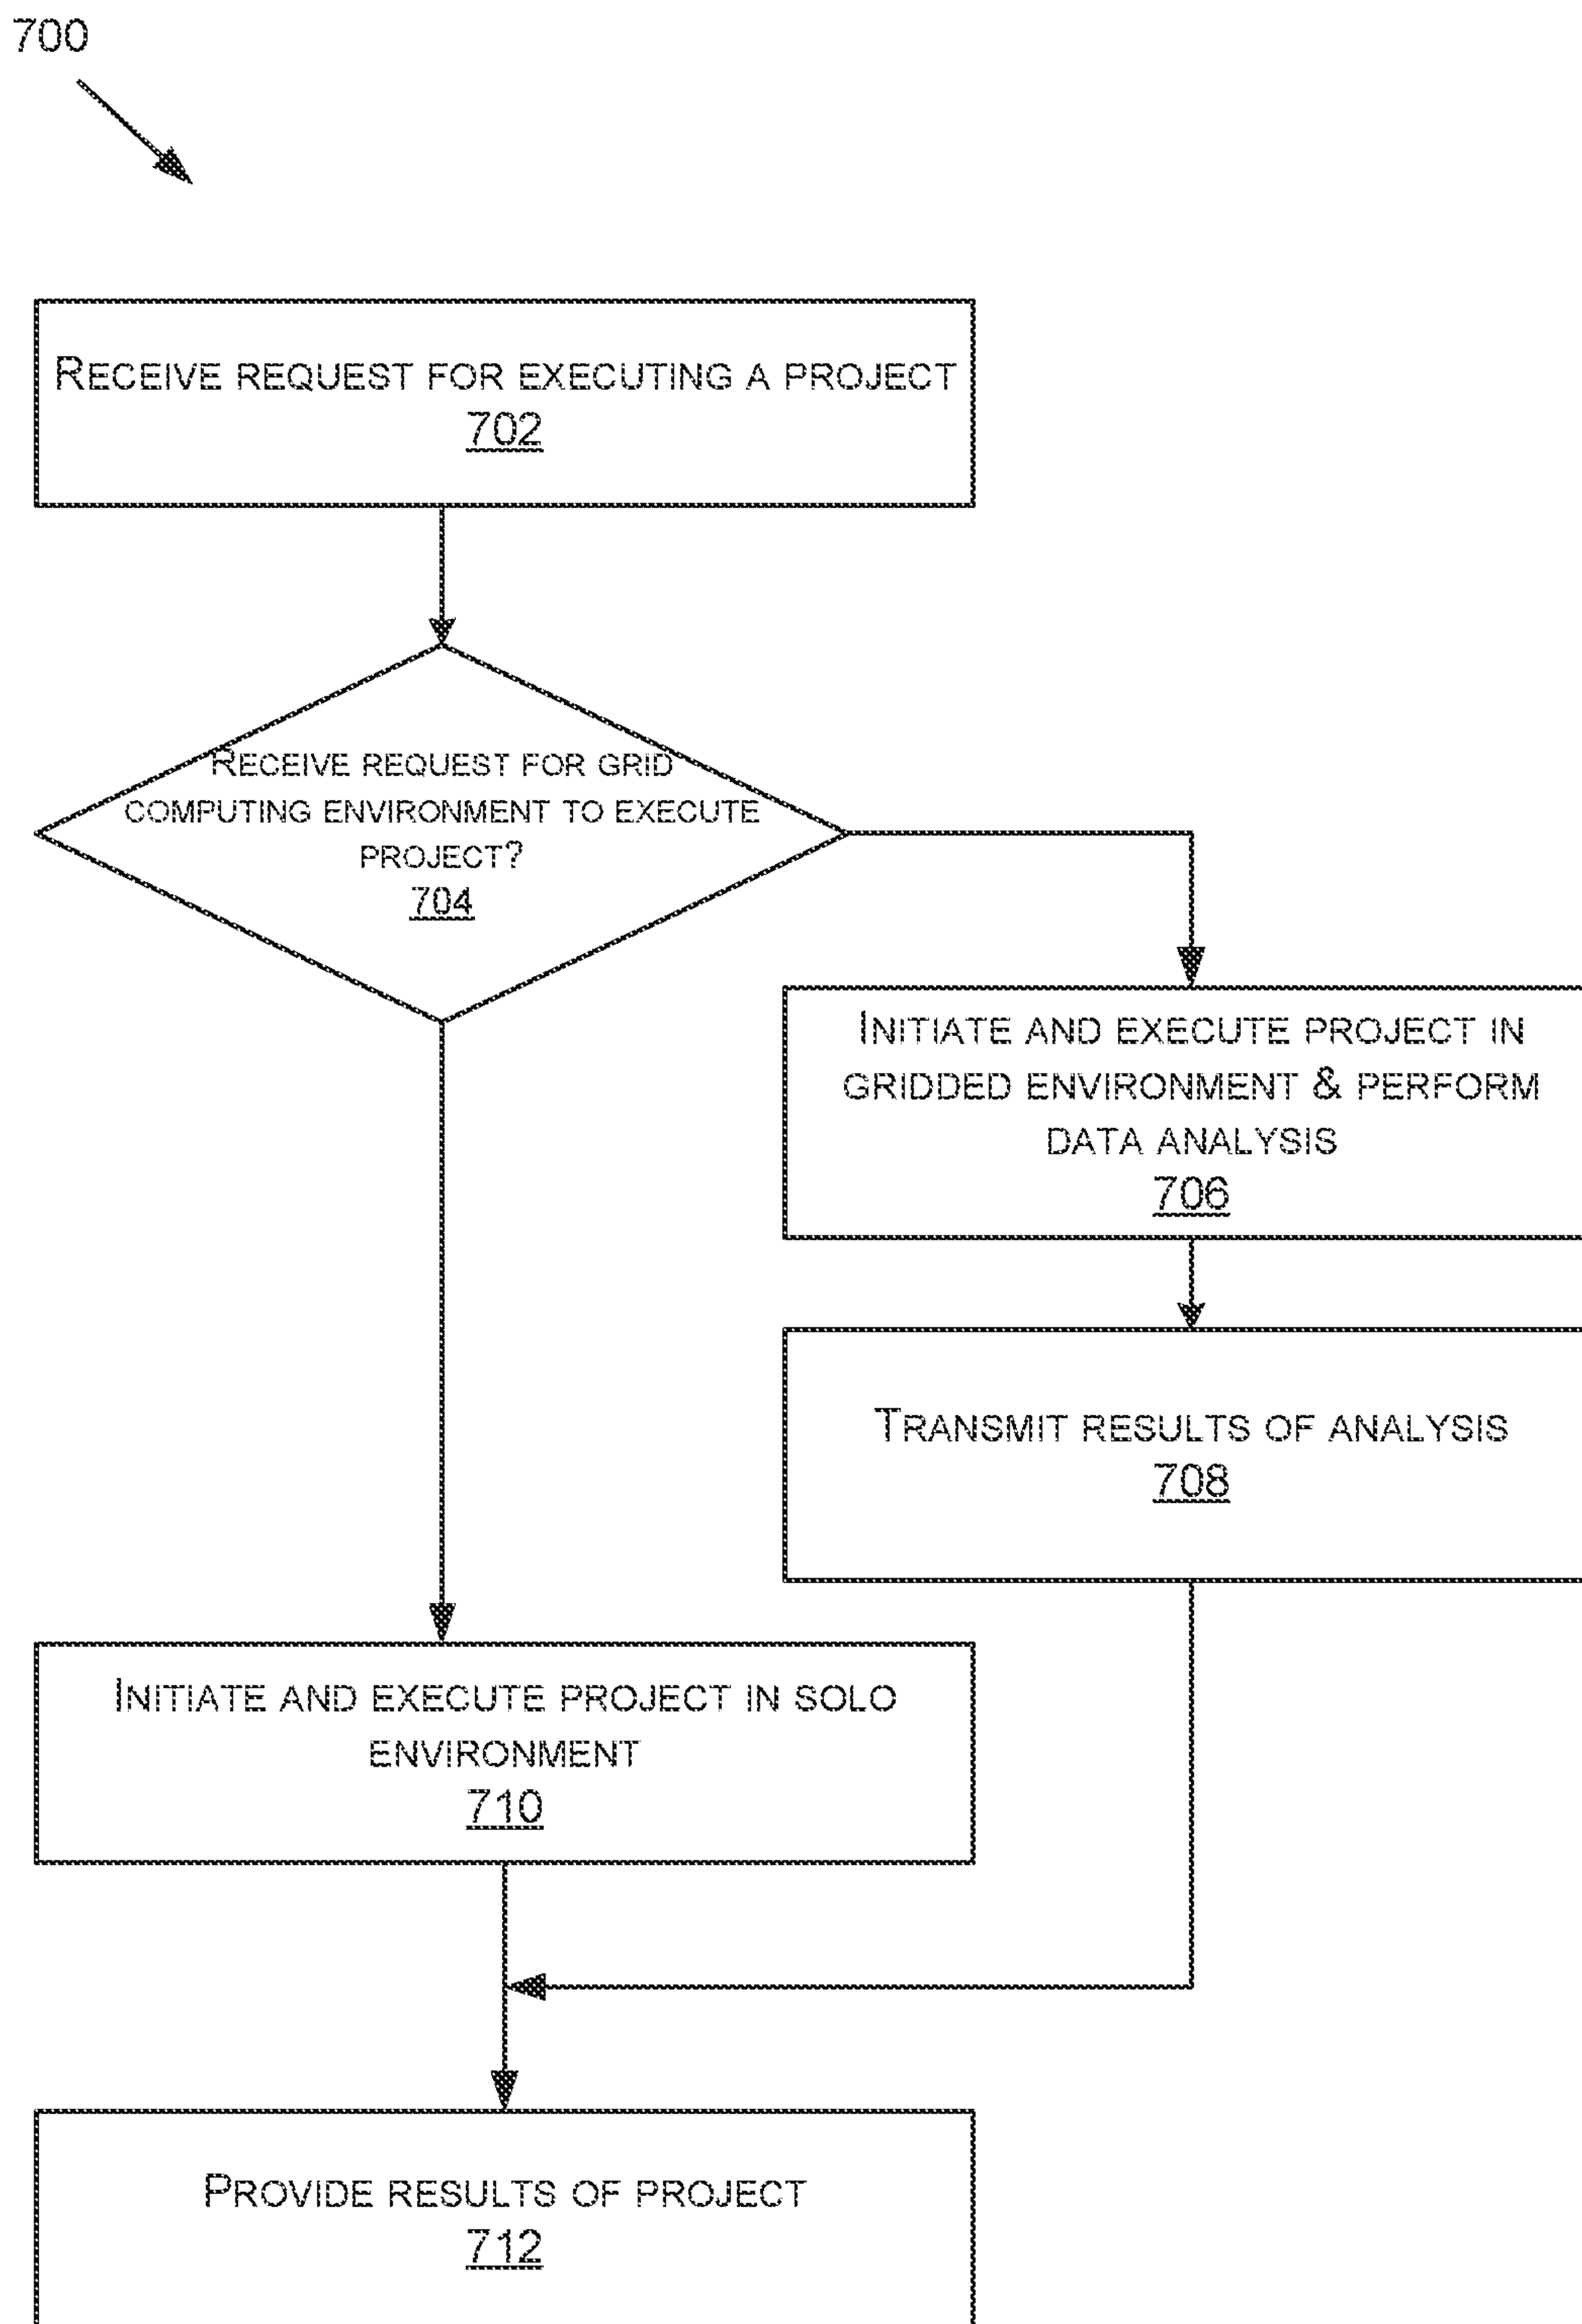 700
RECEIVE REQUEST FOR EXECUTING A PROJECT
702
RECEIVE REQUEST FOR GRID
COMPUTING ENVIRONMENT TO EXECUTE
PROJECT?
704
INITIATE AND EXECUTE PROJECT IN
GRIDDED ENVIRONMENT & PERFORM
DATA ANALYSIS
706
TRANSMIT RESULTS OF ANALYSIS
708
INITIATE AND EXECUTE PROJECT IN SOLO
ENVIRONMENT
710
PROVIDE RESULTS OF PROJECT
712